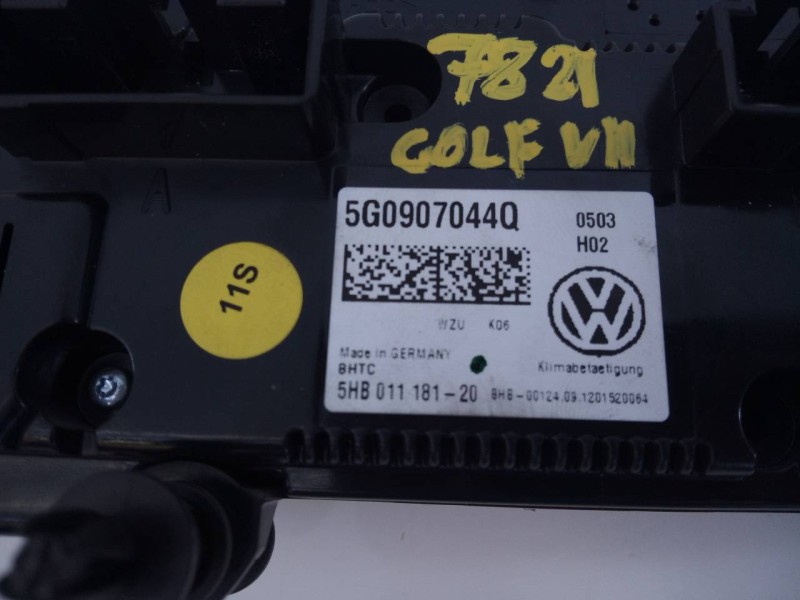 7821
GOLF VII
A
5G0907044Q
0503
H02
11S
WZU K06
Made in GERMANY
BHTC
Klimabetaetigung
5HB 011 181-20
BHB-00124.09.1201520064